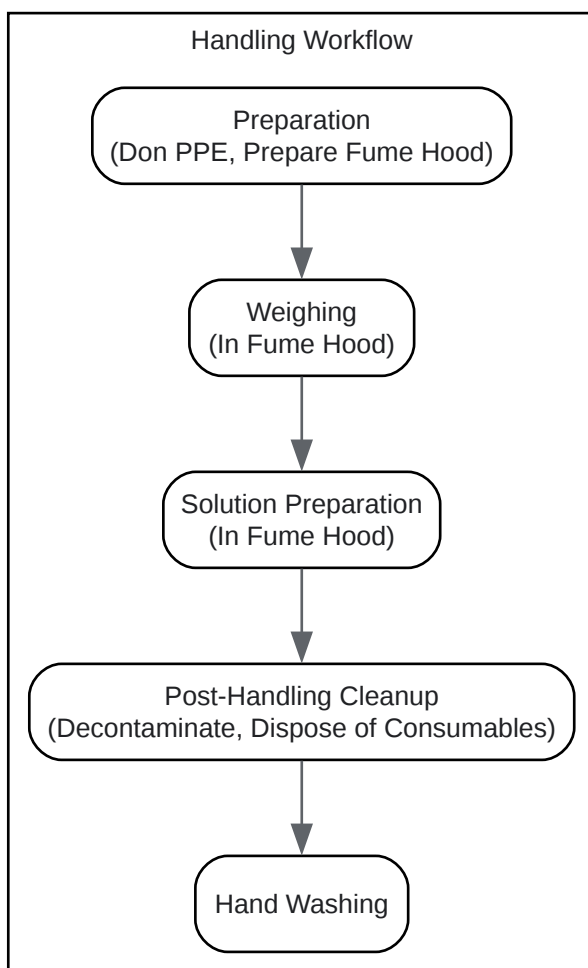 Handling Workflow
Preparation
(Don PPE, Prepare Fume Hood)
Weighing
(In Fume Hood)
Solution Preparation
(In Fume Hood)
Post-Handling Cleanup
(Decontaminate, Dispose of Consumables)
Hand Washing